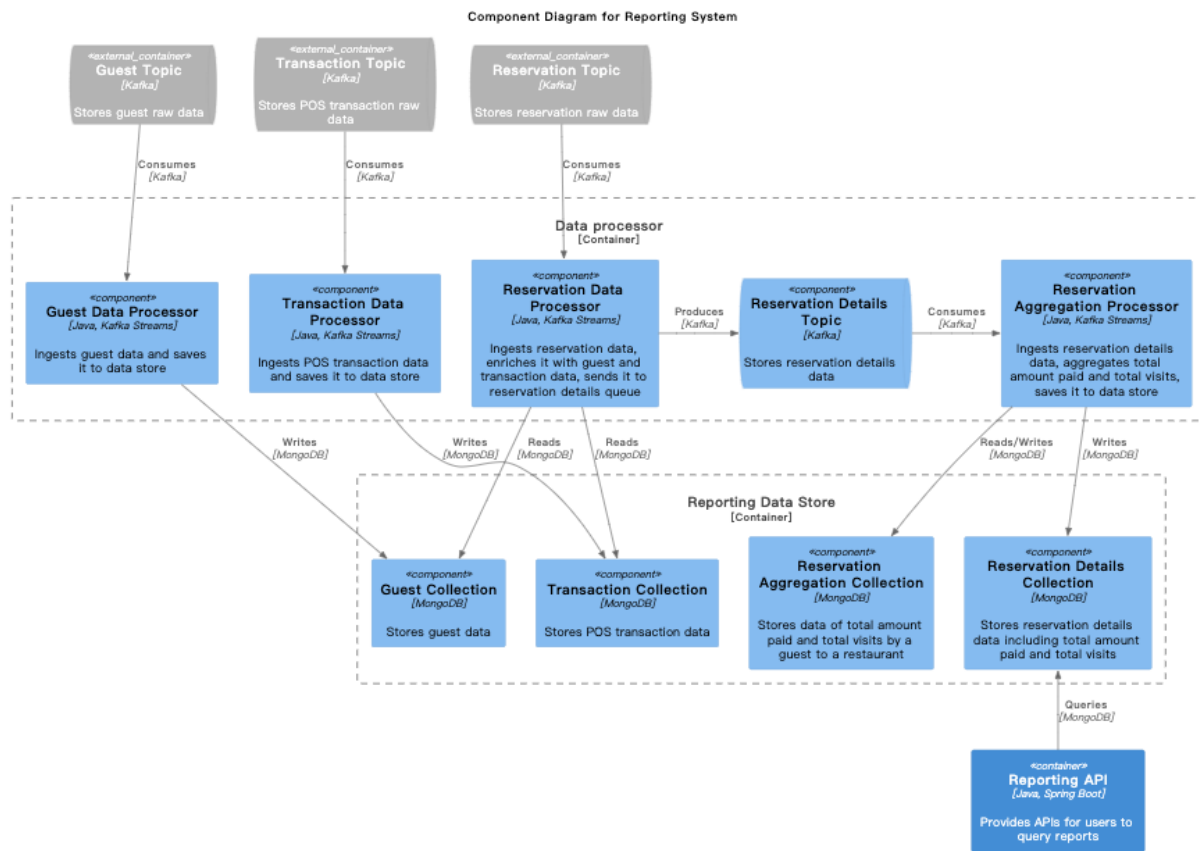 Component Diagram for Reporting System
«external_container»
Guest Topic
[Kafka]
Stores guest raw data
«external_container»
Transaction Topic
[Kafka]
Stores POS transaction raw
data
«external_container»
Reservation Topic
[Kafka]
Stores reservation raw data
Consumes
[Kafka]
Consumes
[Kafka]
Consumes
[Kafka]
Data processor
[Container]
«component»
Guest Data Processor
[Java, Kafka Streams]
Ingests guest data and saves
it to data store
«component»
Transaction Data
Processor
[Java, Kafka Streams]
Ingests POS transaction data
and saves it to data store
«component»
Reservation Data
Processor
[Java, Kafka Streams]
Ingests reservation data,
enriches it with guest and
transaction data, sends it to
reservation details queue
Produces
[Kafka]
«component»
Reservation Details
Topic
[Kafka]
Stores reservation details
data
Consumes
[Kafka]
«component»
Reservation
Aggregation Processor
[Java, Kafka Streams]
Ingests reservation details
data, aggregates total
amount paid and total visits,
saves it to data store
Writes
[MongoDB]
Writes
[MongoDB]
Reads
[MongoDB]
Reads
[MongoDB]
Reads/Writes
[MongoDB]
Writes
[MongoDB]
Reporting Data Store
[Container]
«component»
Guest Collection
[MongoDB]
Stores guest data
«component»
Transaction Collection
[MongoDB]
Stores POS transaction data
«component»
Reservation
Aggregation Collection
[MongoDB]
Stores data of total amount
paid and total visits by a
guest to a restaurant
«component»
Reservation Details
Collection
[MongoDB]
Stores reservation details
data including total amount
paid and total visits
Queries
[MongoDB]
«container»
Reporting API
[Java, Spring Boot]
Provides APIs for users to
query reports